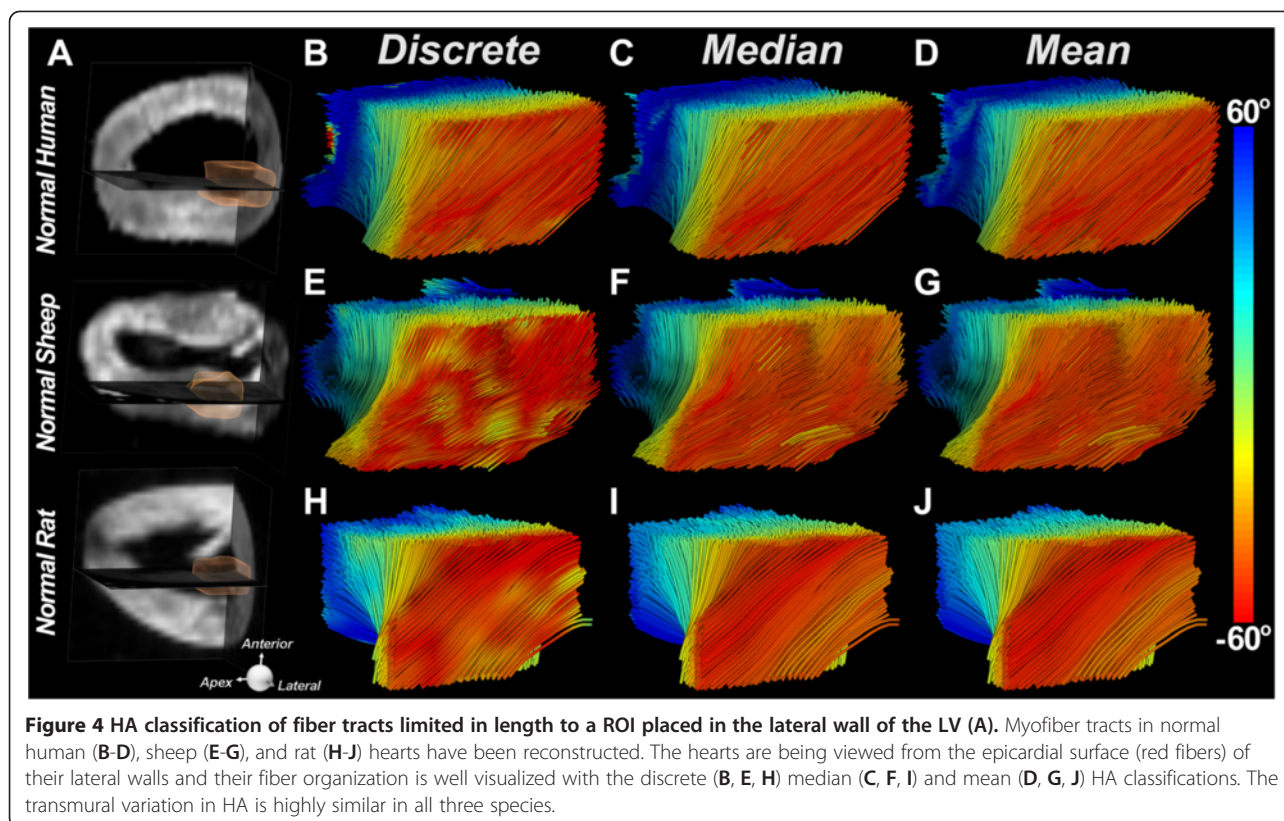 A
B
Discrete
C
Median
D
Mean
Normal Human
60°
E
F
G
Normal Sheep
H
I
J
Normal Rat
-60°
Anterior
Apex
Lateral
Figure 4 HA classification of fiber tracts limited in length to a ROI placed in the lateral wall of the LV (A). Myofiber tracts in normal
human (B-D), sheep (E-G), and rat (H-J) hearts have been reconstructed. The hearts are being viewed from the epicardial surface (red fibers) of
their lateral walls and their fiber organization is well visualized with the discrete (B, E, H) median (C, F, I) and mean (D, G, J) HA classifications. The
transmural variation in HA is highly similar in all three species.